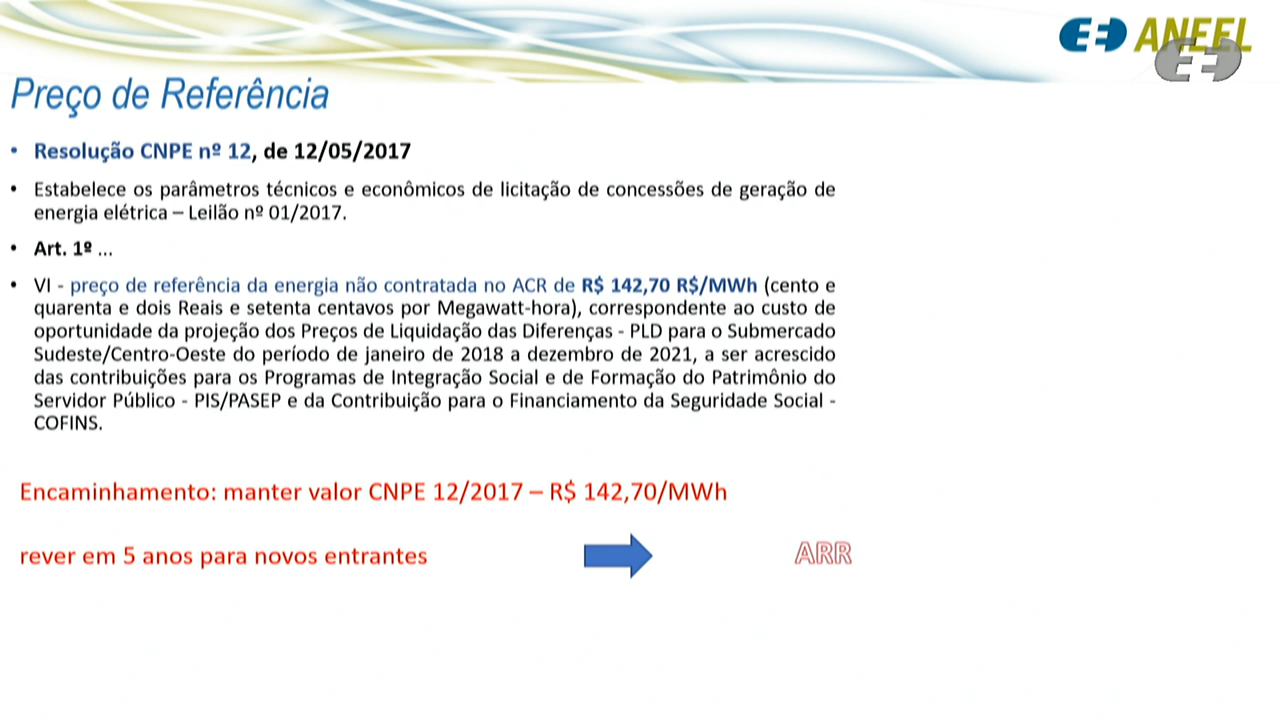 ANEEL
Preço de Referência
• Resolução CNPE nº 12, de 12/05/2017
• Estabelece os parâmetros técnicos e econômicos de licitação de concessões de geração de
energia elétrica – Leilão nº 01/2017.
• Art. 1º ...
• VI - preço de referência da energia não contratada no ACR de R$ 142,70 R$/MWh (cento e
quarenta e dois Reais e setenta centavos por Megawatt-hora), correspondente ao custo de
oportunidade da projeção dos Preços de Liquidação das Diferenças - PLD para o Submercado
Sudeste/Centro-Oeste do período de janeiro de 2018 a dezembro de 2021, a ser acrescido
das contribuições para os Programas de Integração Social e de Formação do Patrimônio do
Servidor Público - PIS/PASEP e da Contribuição para o Financiamento da Seguridade Social -
COFINS.
Encaminhamento: manter valor CNPE 12/2017 – R$ 142,70/MWh
rever em 5 anos para novos entrantes
ARR